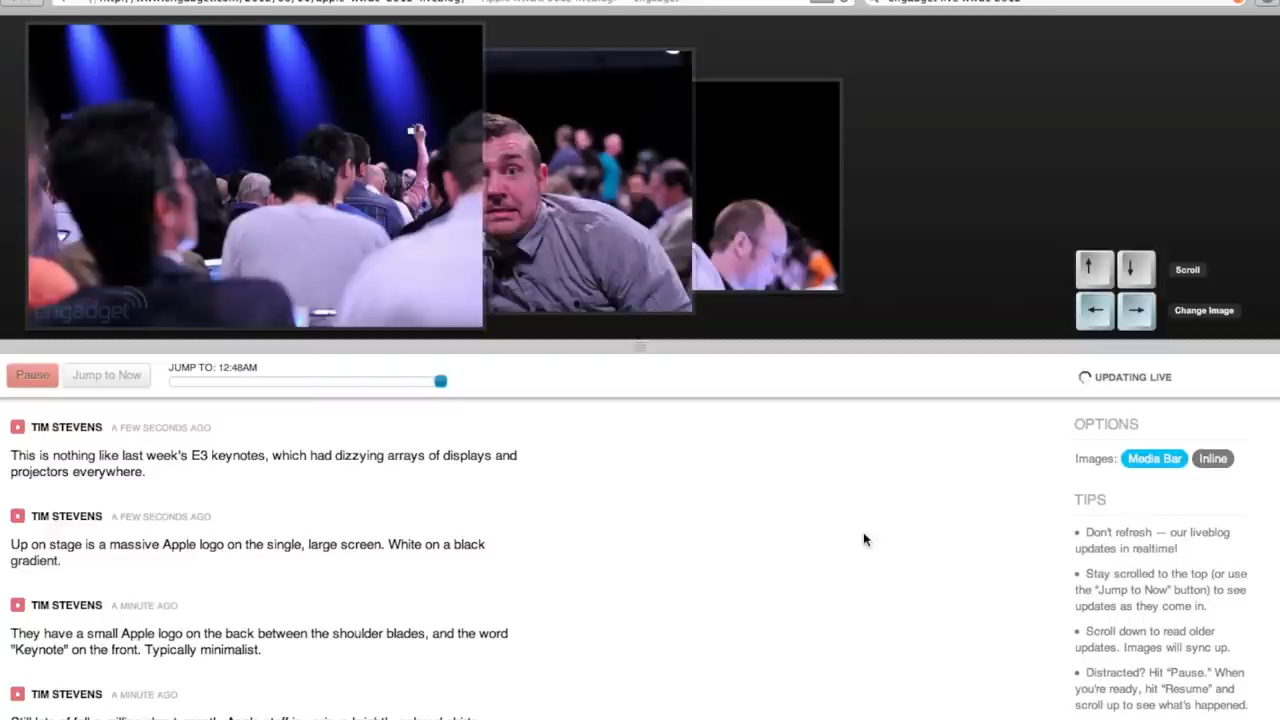 engadget
Scroll
Change Image
Pause
Jump to Now
JUMP TO: 12:48AM
UPDATING LIVE
TIM STEVENS A FEW SECONDS AGO
This is nothing like last week's E3 keynotes, which had dizzying arrays of displays and
projectors everywhere.
TIM STEVENS A FEW SECONDS AGO
Up on stage is a massive Apple logo on the single, large screen. White on a black
gradient.
TIM STEVENS A MINUTE AGO
They have a small Apple logo on the back between the shoulder blades, and the word
"Keynote" on the front. Typically minimalist.
TIM STEVENS A MINUTE AGO
OPTIONS
Images: Media Bar Inline
TIPS
• Don't refresh — our liveblog
updates in realtime!
• Stay scrolled to the top (or use
the "Jump to Now" button) to see
updates as they come in.
• Scroll down to read older
updates. Images will sync up.
• Distracted? Hit "Pause." When
you're ready, hit "Resume" and
scroll up to see what's happened.